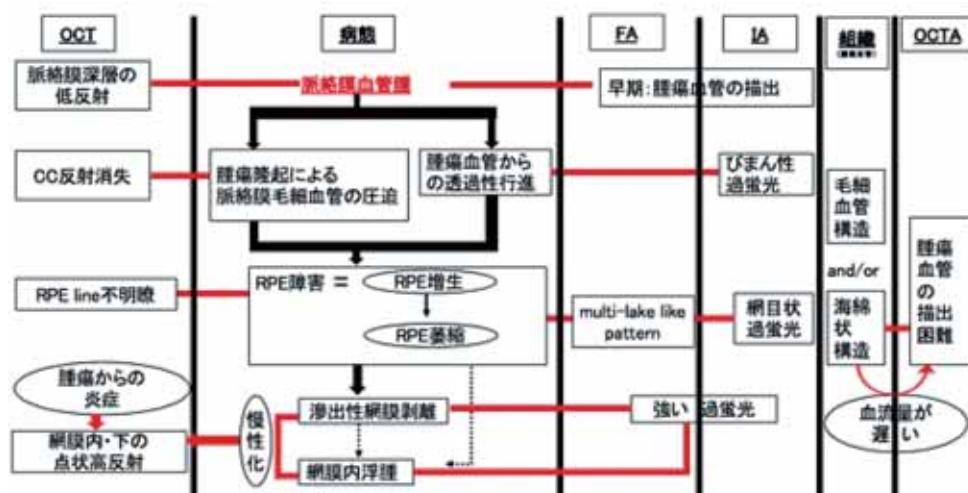 OCT
病態
FA
IA
組織
OCTA
脈絡膜深層の
低反射
脈絡膜血管腫
早期:腫瘍血管の描出
CC反射消失
腫瘍隆起による
脈絡膜毛細血管の圧迫
腫瘍血管から
の透過性行進
びまん性
過蛍光
毛細
血管
構造
and/or
海綿
状
構造
腫瘍
血管
の
描出
困難
RPE line不明瞭
RPE障害 =
RPE増生
RPE萎縮
multi-lake like
pattern
網目状
過蛍光
腫瘍からの
炎症
網膜内・下の
点状高反射
慢
性
化
滲出性網膜剥離
網膜内浮腫
強い 過蛍光
血流量が
遅い